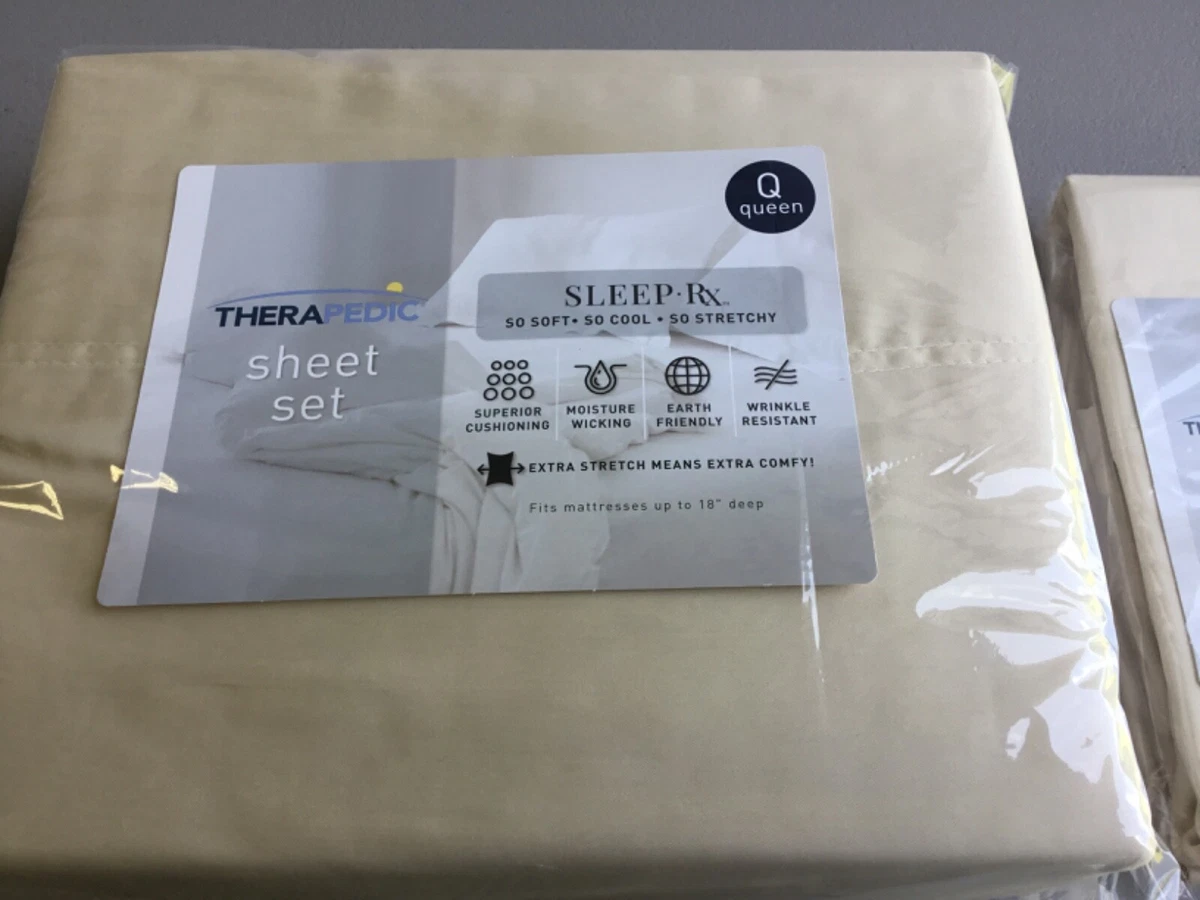 Q
queen
THERAPEDIC
sheet
set
SLEEP·Rx™
SO SOFT • SO COOL • SO STRETCHY
SUPERIOR
CUSHIONING
MOISTURE
WICKING
EARTH
FRIENDLY
WRINKLE
RESISTANT
EXTRA STRETCH MEANS EXTRA COMFY!
Fits mattresses up to 18" deep